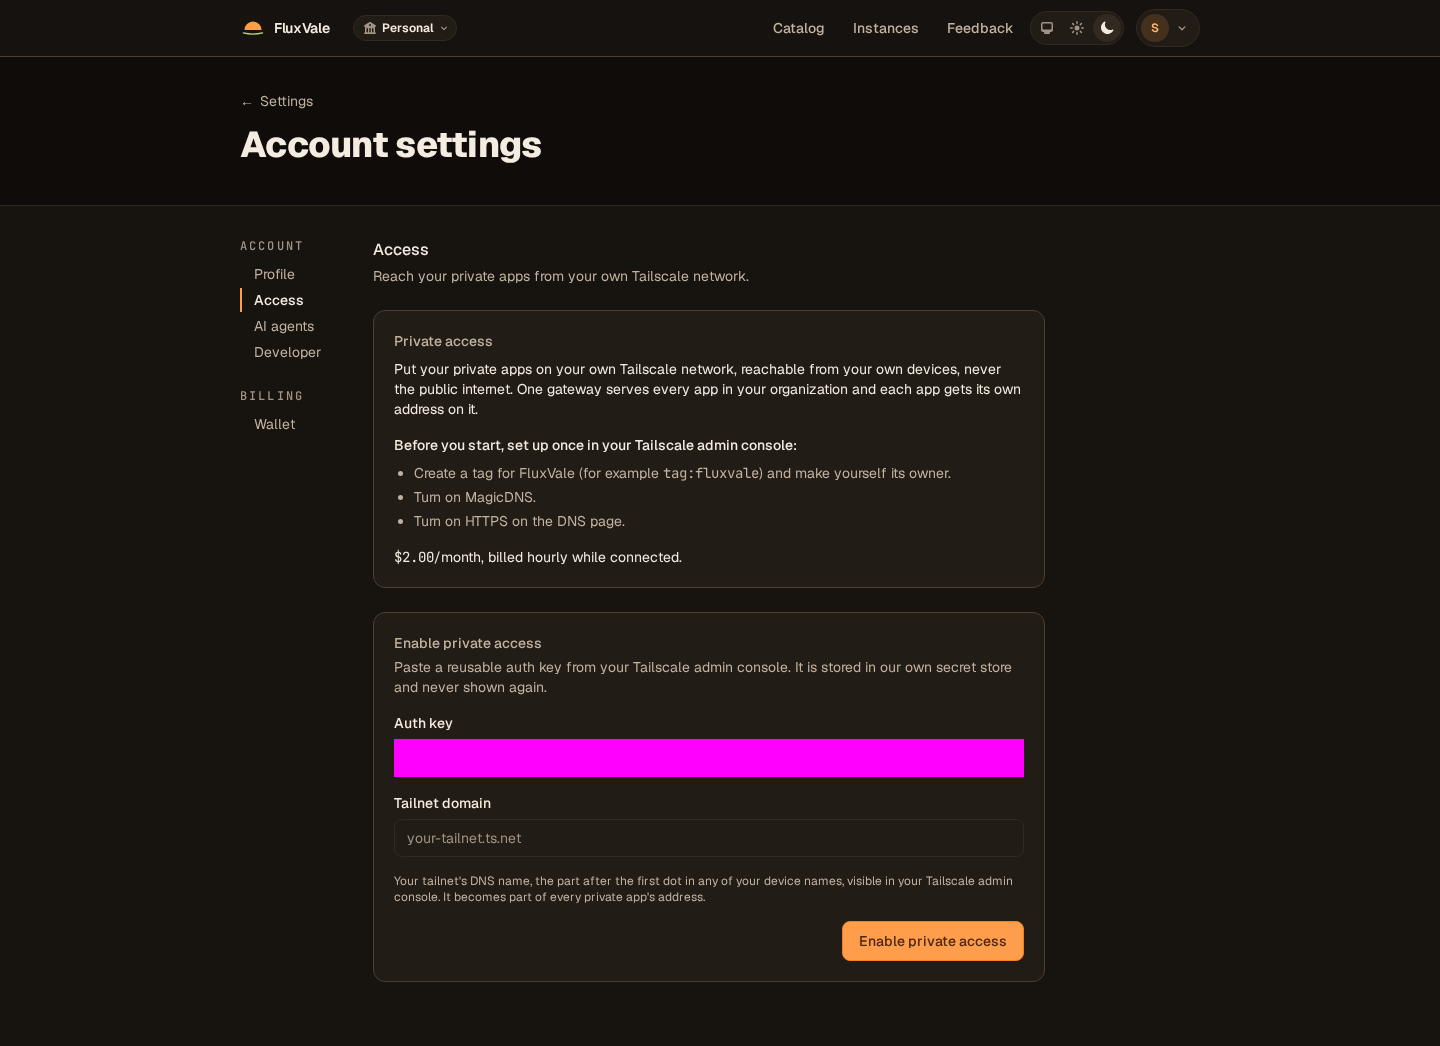 FluxVale
Personal
Catalog
Instances
Feedback
S
← Settings
Account settings
ACCOUNT
Profile
Access
AI agents
Developer
BILLING
Wallet
Access
Reach your private apps from your own Tailscale network.
Private access
Put your private apps on your own Tailscale network, reachable from your own devices, never
the public internet. One gateway serves every app in your organization and each app gets its own
address on it.
Before you start, set up once in your Tailscale admin console:
• Create a tag for FluxVale (for example tag:fluxvale) and make yourself its owner.
• Turn on MagicDNS.
• Turn on HTTPS on the DNS page.
$2.00/month, billed hourly while connected.
Enable private access
Paste a reusable auth key from your Tailscale admin console. It is stored in our own secret store
and never shown again.
Auth key
Tailnet domain
your-tailnet.ts.net
Your tailnet's DNS name, the part after the first dot in any of your device names, visible in your Tailscale admin
console. It becomes part of every private app's address.
Enable private access